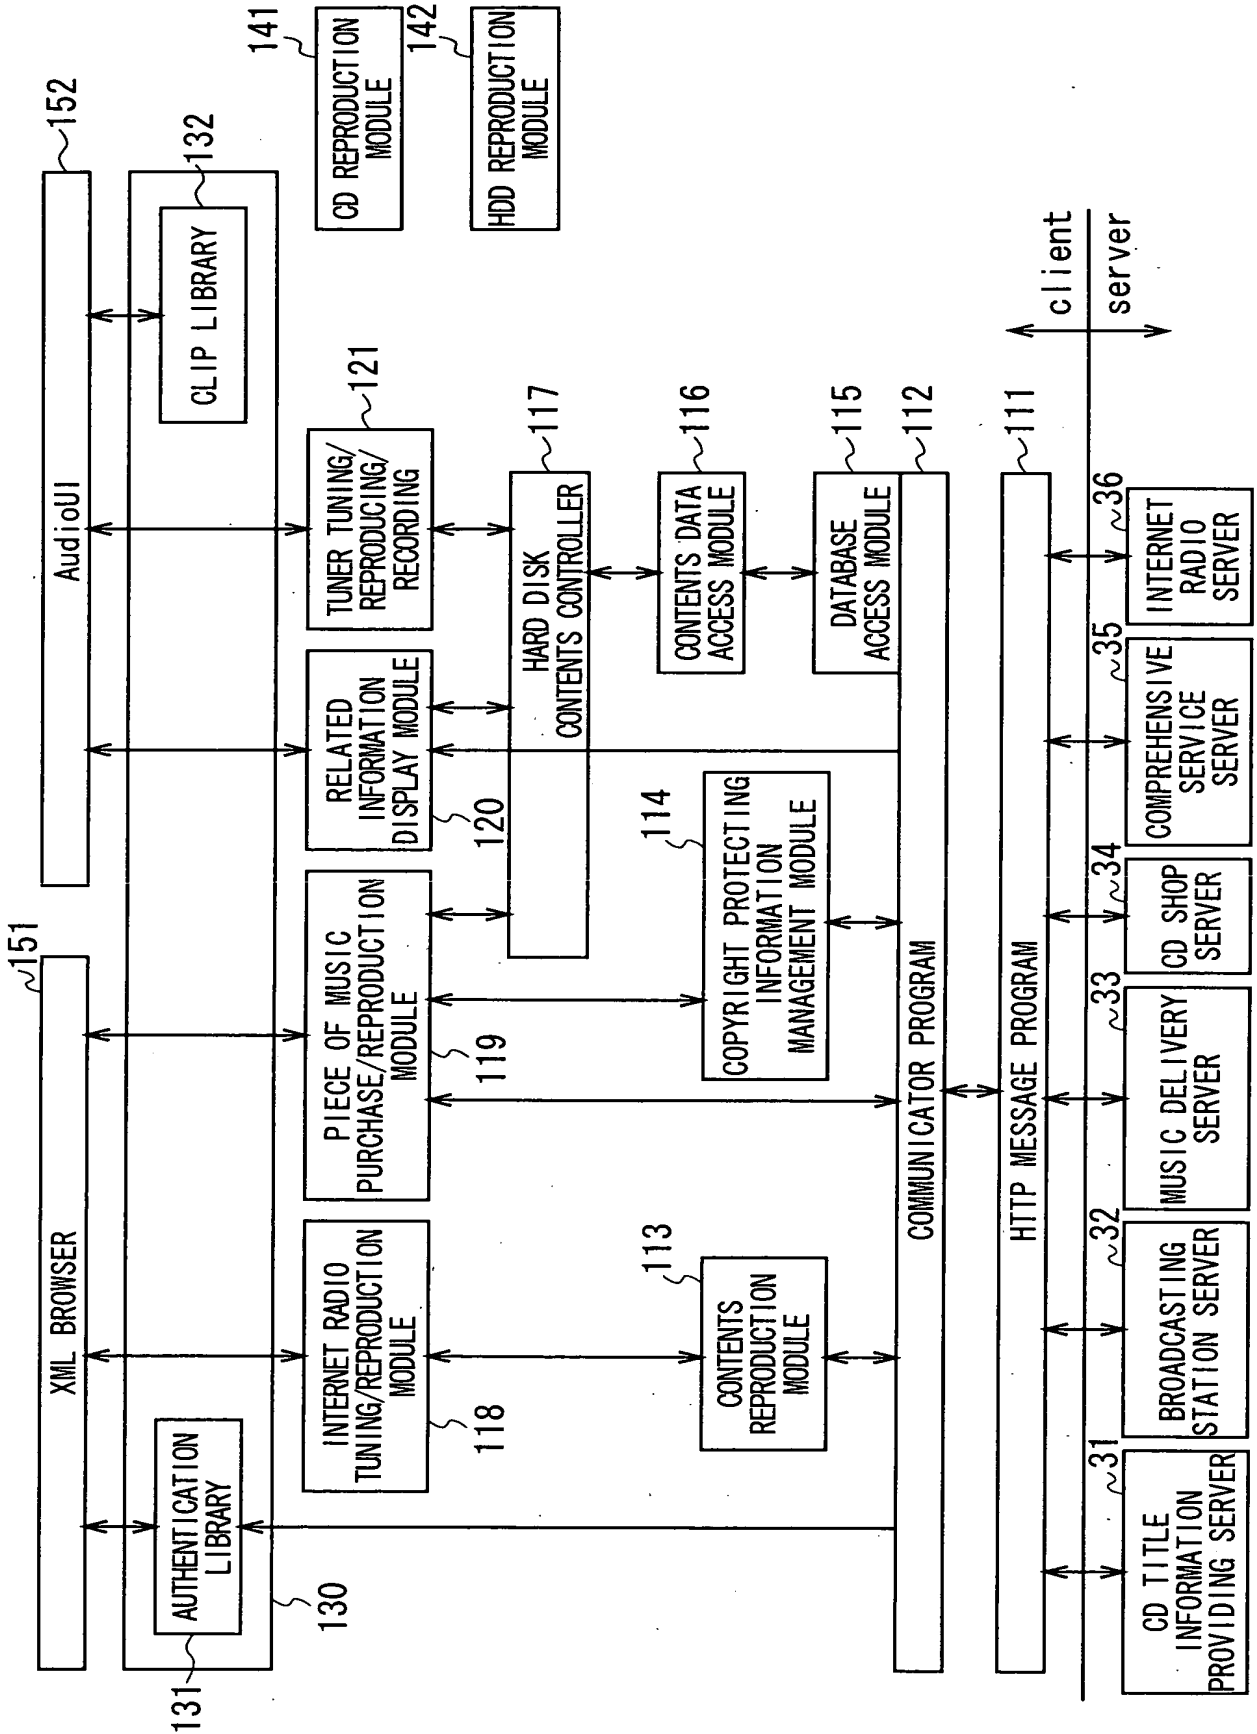 151
XML BROWSER
152
AudioUI
130
131
AUTHENTICATION
LIBRARY
132
CLIP LIBRARY
INTERNET RADIO
TUNING/REPRODUCTION
MODULE
118
PIECE OF MUSIC
PURCHASE/REPRODUCTION
MODULE
119
RELATED
INFORMATION
DISPLAY MODULE
120
TUNER TUNING/
REPRODUCING/
RECORDING
121
141
CD REPRODUCTION
MODULE
142
HDD REPRODUCTION
MODULE
117
HARD DISK
CONTENTS CONTROLLER
113
CONTENTS
REPRODUCTION
MODULE
114
COPYRIGHT PROTECTING
INFORMATION
MANAGEMENT MODULE
116
CONTENTS DATA
ACCESS MODULE
115
DATABASE
ACCESS MODULE
112
COMMUNICATOR PROGRAM
111
HTTP MESSAGE PROGRAM
client
server
31
CD TITLE
INFORMATION
PROVIDING SERVER
32
BROADCASTING
STATION SERVER
33
MUSIC DELIVERY
SERVER
34
CD SHOP
SERVER
35
COMPREHENSIVE
SERVICE
SERVER
36
INTERNET
RADIO
SERVER